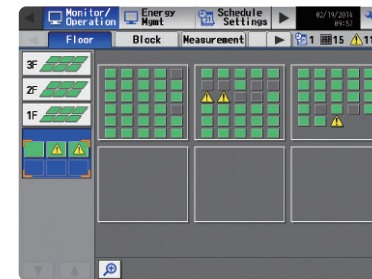 Monitor/
Operation
Energy
Mgmt
Schedule
Settings
02/19/2014
09:57
Floor
Block
Measurement
1
15
11
3F
2F
1F